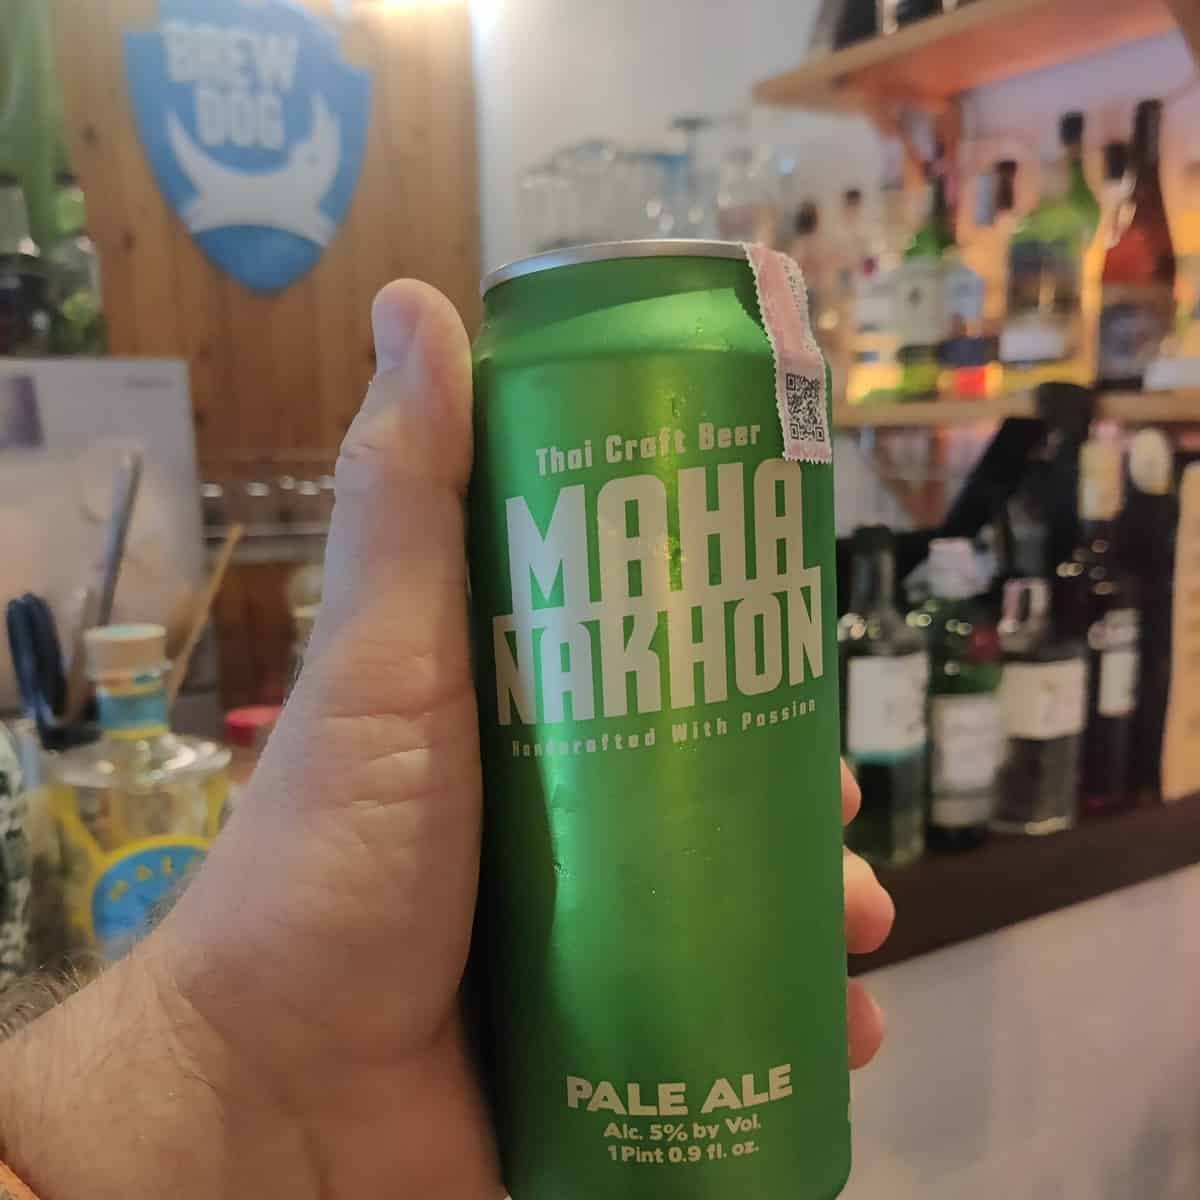 BREW
DOG
Thai Craft Beer
MAHA
NAKHON
Handcrafted With Passion
PALE ALE
Alc. 5% by Vol.
1 Pint 0.9 fl. oz.